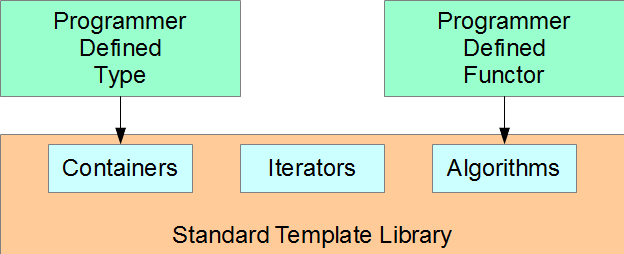 Programmer
Defined
Type
Programmer
Defined
Functor
Containers
Iterators
Algorithms
Standard Template Library